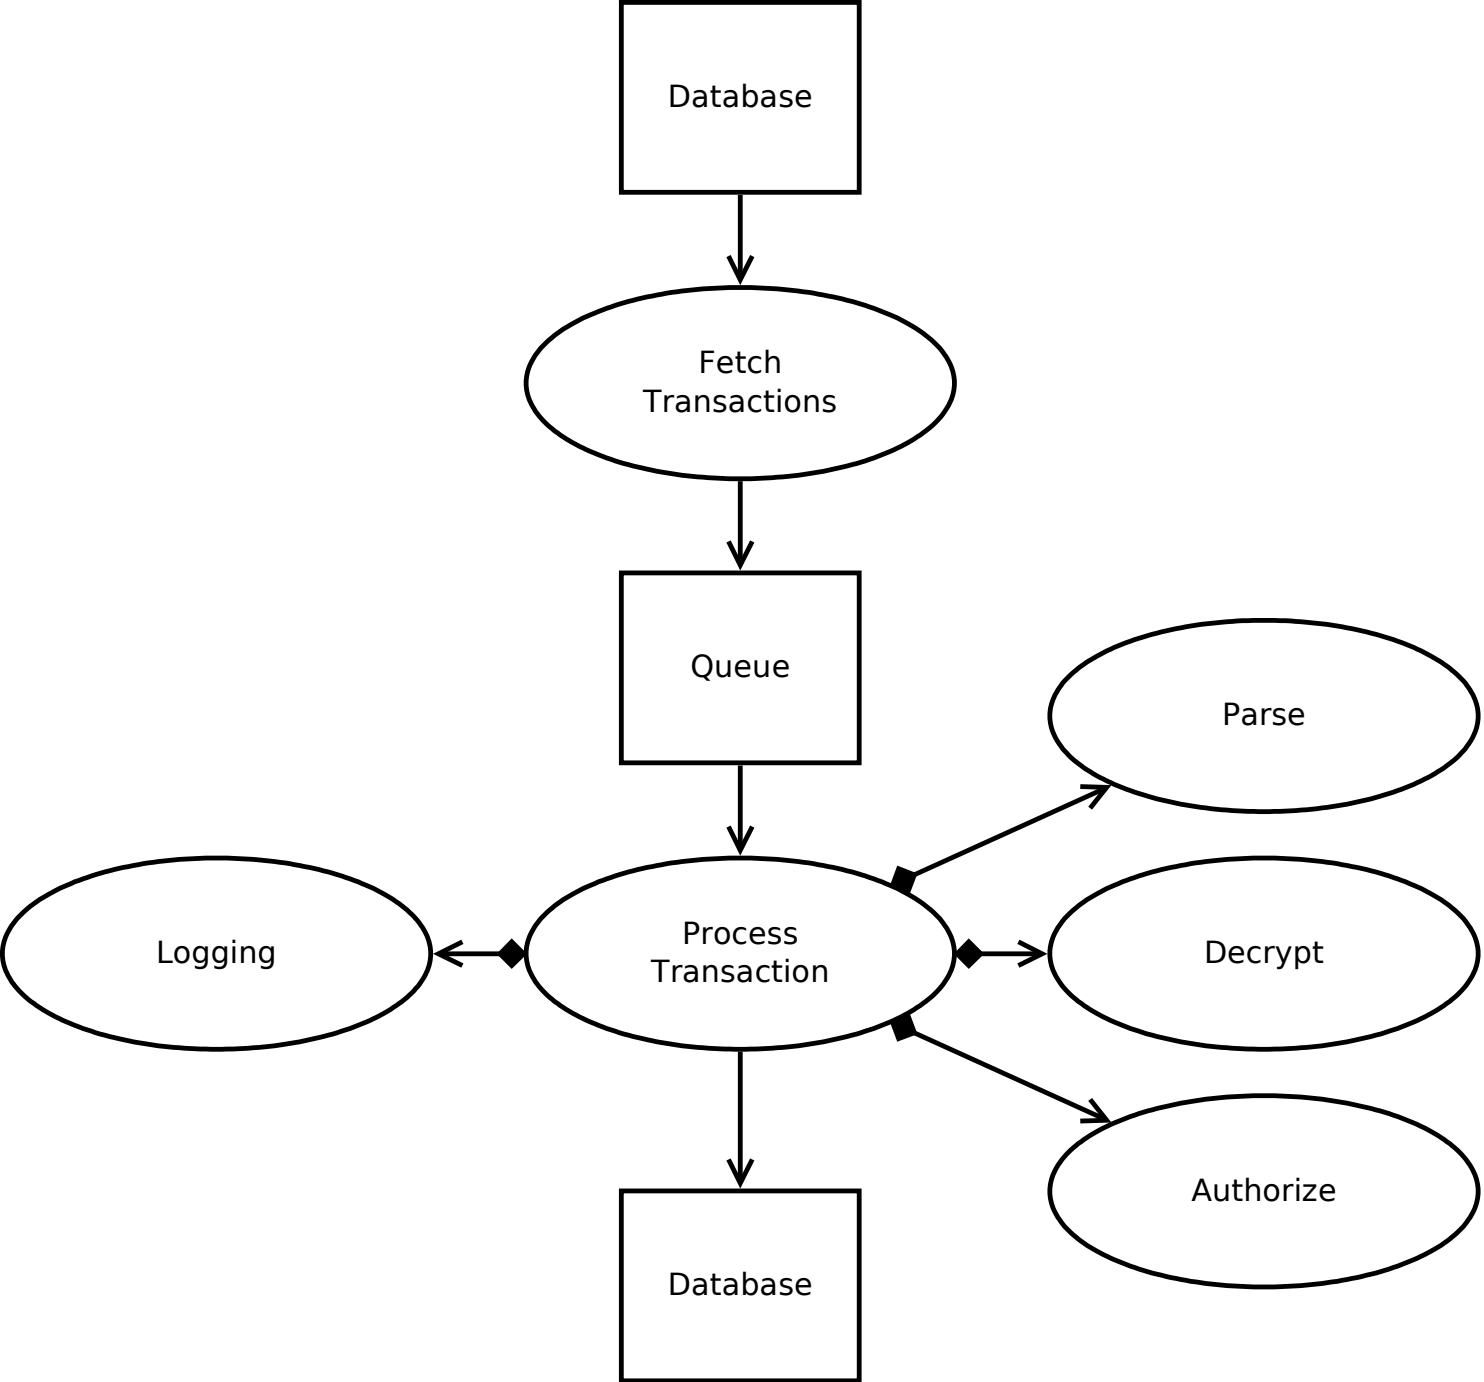 Database
Fetch
Transactions
Queue
Parse
Logging
Process
Transaction
Decrypt
Authorize
Database